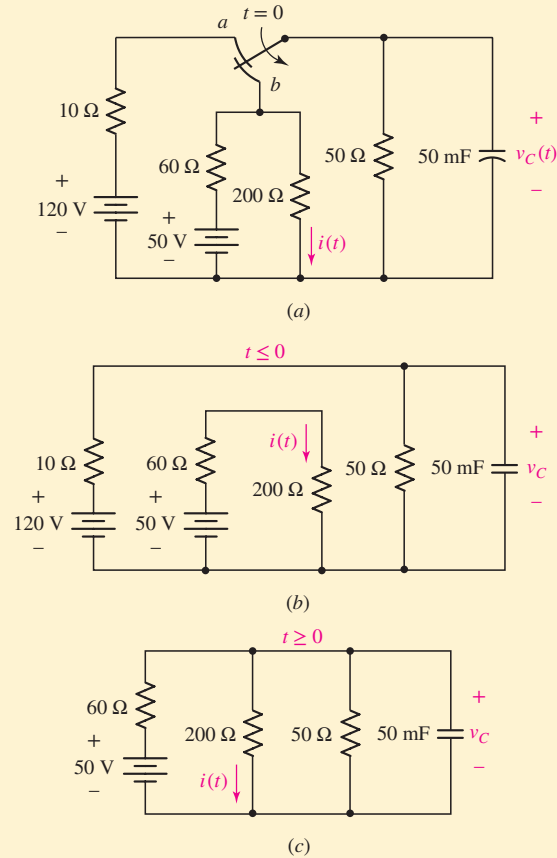 t = 0
a
b
10 Ω
60 Ω
200 Ω
50 Ω
50 mF
+
v_C(t)
–
+
120 V
–
+
50 V
–
i(t)
(a)
t ≤ 0
10 Ω
60 Ω
i(t)
200 Ω
50 Ω
50 mF
+
v_C
–
+
120 V
–
+
50 V
–
(b)
t ≥ 0
60 Ω
+
50 V
–
200 Ω
i(t)
50 Ω
50 mF
+
v_C
–
(c)